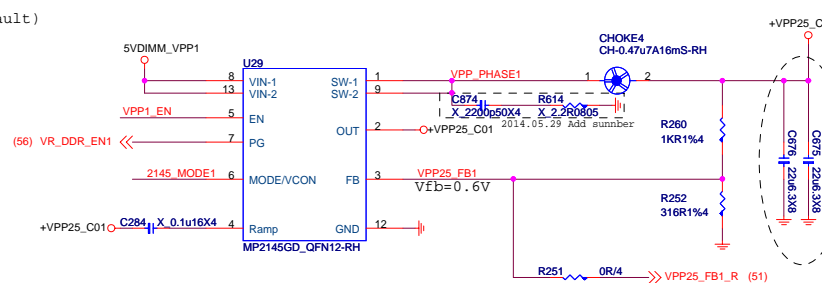 ault)
+VPP25_C
5VDIMM_VPP1
CHOKE4
CH-0.47u7A16mS-RH
U29
8 VIN-1 SW-1 1 VPP_PHASE1 1 2
13 VIN-2 SW-2 9
C874 R614
X_2200p50X4 X_2.2R0805
2014.05.29 Add sunnber
VPP1_EN 5 EN
OUT 2 +VPP25_C01
(56) VR_DDR_EN1 7 PG
R260
1KR1%4
C676
22u6.3X8
C675
22u6.3X8
2145_MODE1 6 MODE/VCON FB 3 VPP25_FB1
Vfb=0.6V
R252
316R1%4
+VPP25_C01 C284 X_0.1u16X4 4 Ramp GND 12
MP2145GD_QFN12-RH
R251 0R/4 VPP25_FB1_R (51)